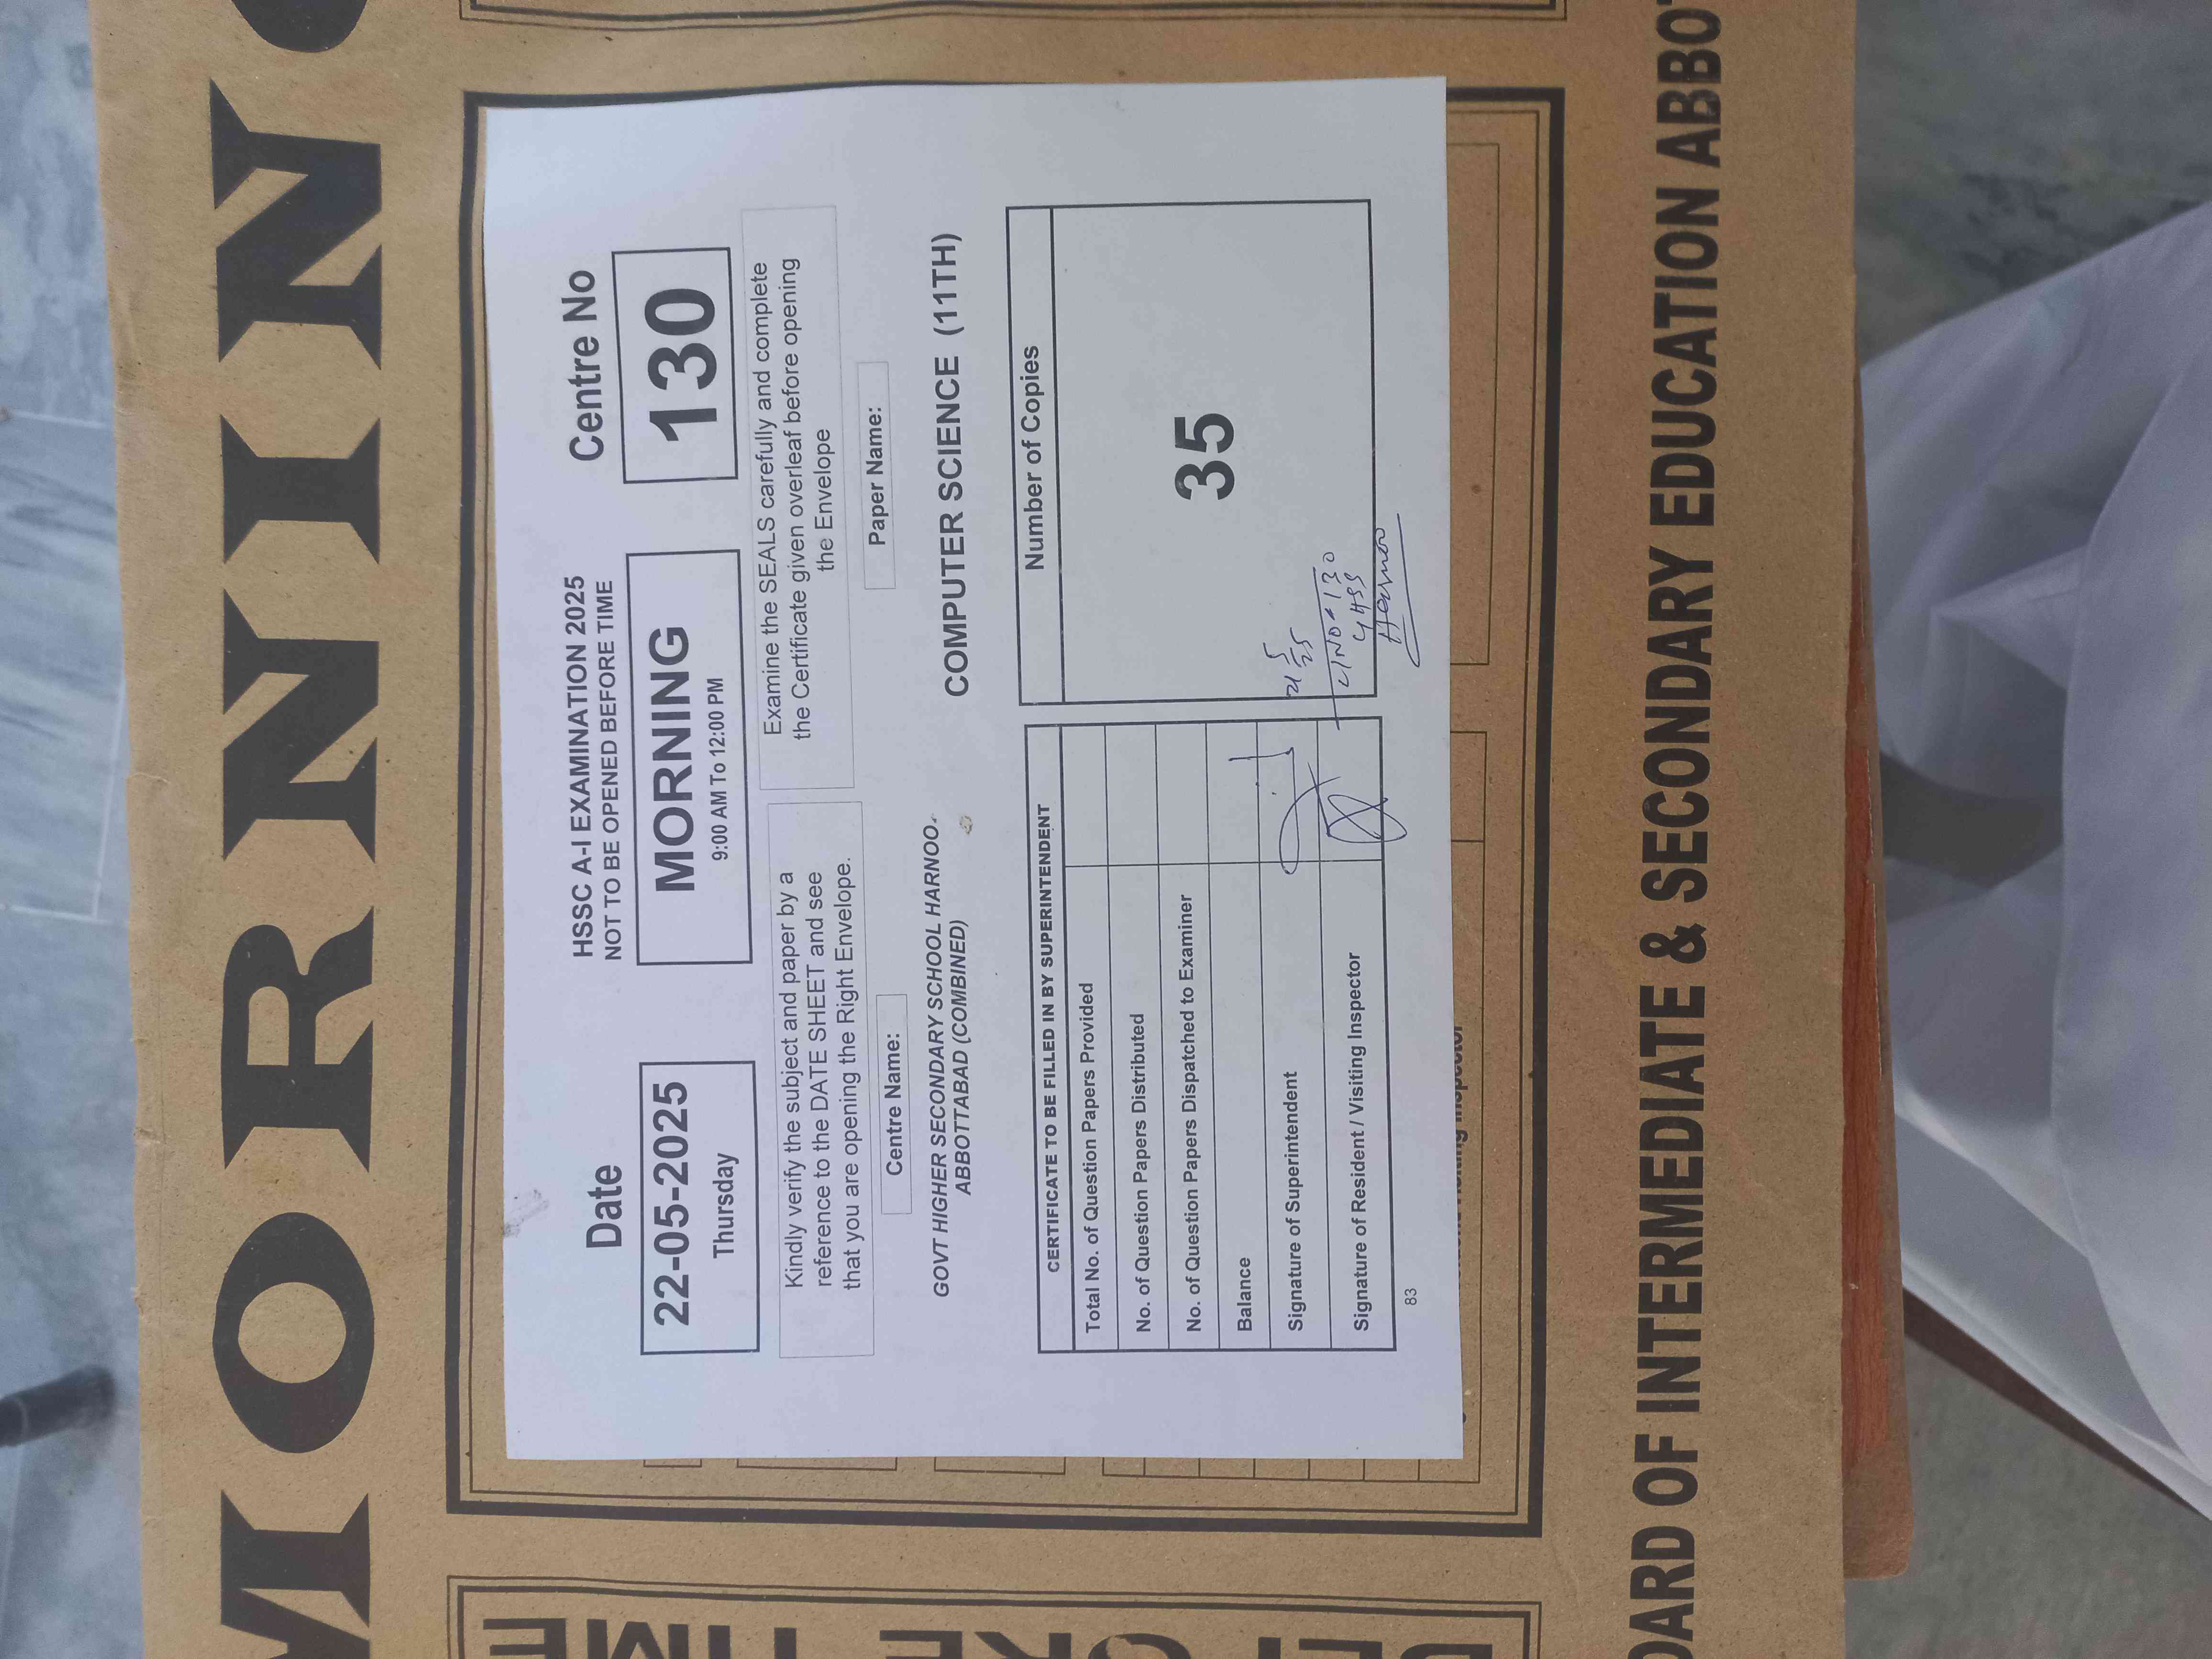 MORNIN
HSSC A-I EXAMINATION 2025
NOT TO BE OPENED BEFORE TIME
Date
22-05-2025
Thursday
MORNING
9:00 AM To 12:00 PM
Centre No
130
Kindly verify the subject and paper by a
reference to the DATE SHEET and see
that you are opening the Right Envelope.
Examine the SEALS carefully and complete
the Certificate given overleaf before opening
the Envelope
Centre Name:
GOVT HIGHER SECONDARY SCHOOL HARNOO.
ABBOTTABAD (COMBINED)
Paper Name:
COMPUTER SCIENCE (11TH)
CERTIFICATE TO BE FILLED IN BY SUPERINTENDENT
Total No. of Question Papers Provided
No. of Question Papers Distributed
No. of Question Papers Dispatched to Examiner
Balance
Signature of Superintendent
Signature of Resident / Visiting Inspector
Number of Copies
35
130
GHSS
Harnoo
83
OARD OF INTERMEDIATE & SECONDARY EDUCATION ABBO